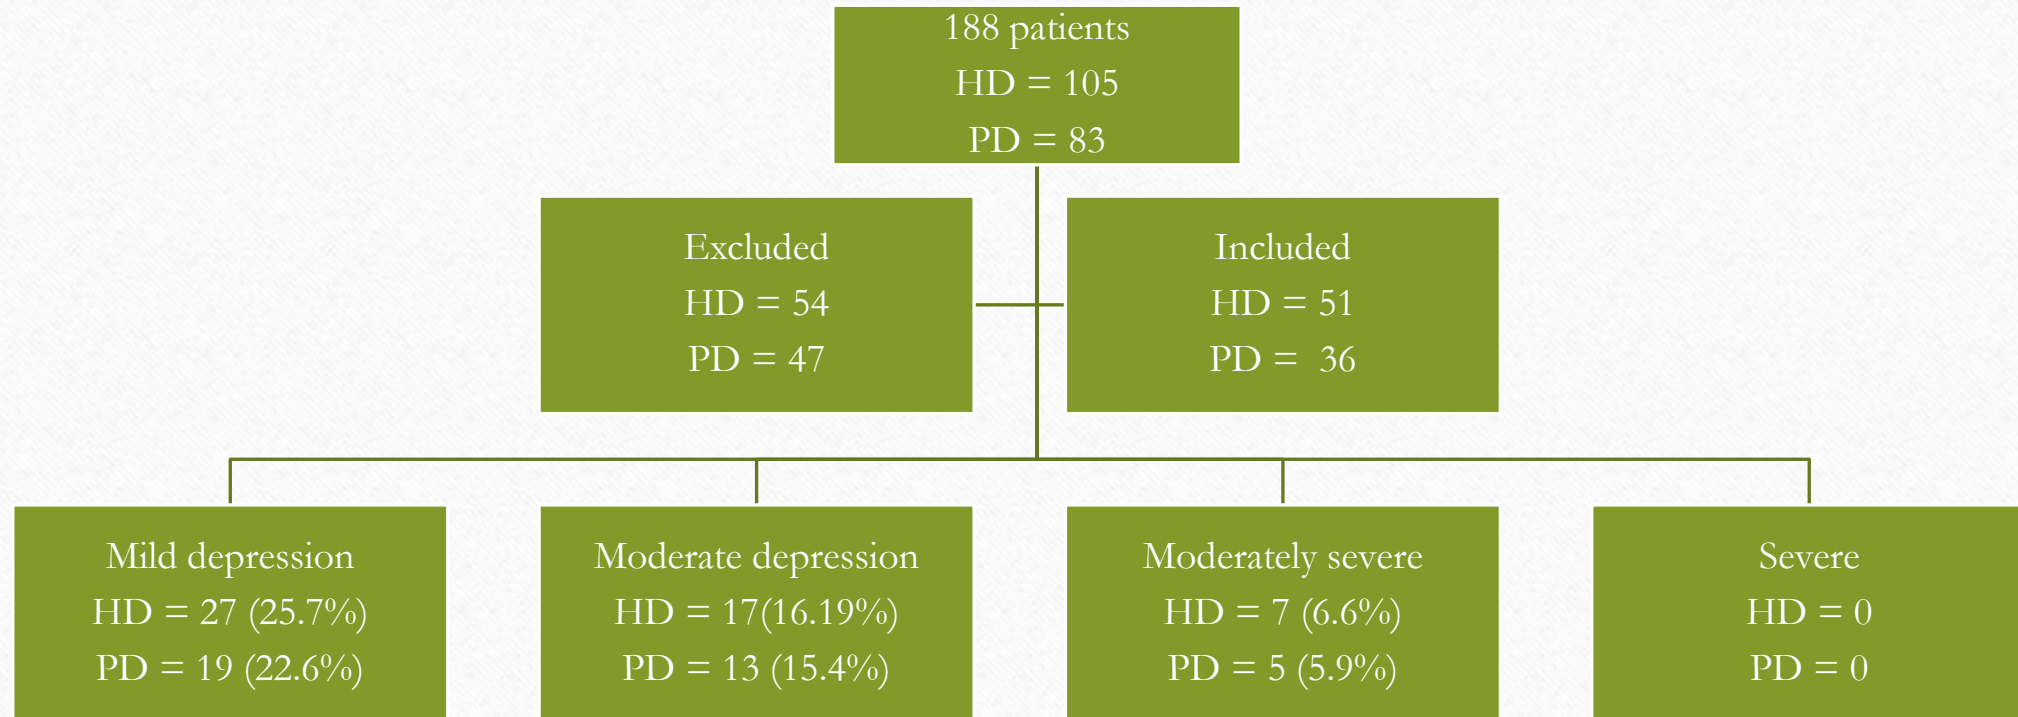 188 patients
HD = 105
PD = 83
Excluded
HD = 54
PD = 47
Included
HD = 51
PD =  36
Mild depression
HD = 27 (25.7%)
PD = 19 (22.6%)
Moderate depression
HD = 17(16.19%)
PD = 13 (15.4%)
Moderately severe
HD = 7 (6.6%)
PD = 5 (5.9%)
Severe
HD = 0
PD = 0